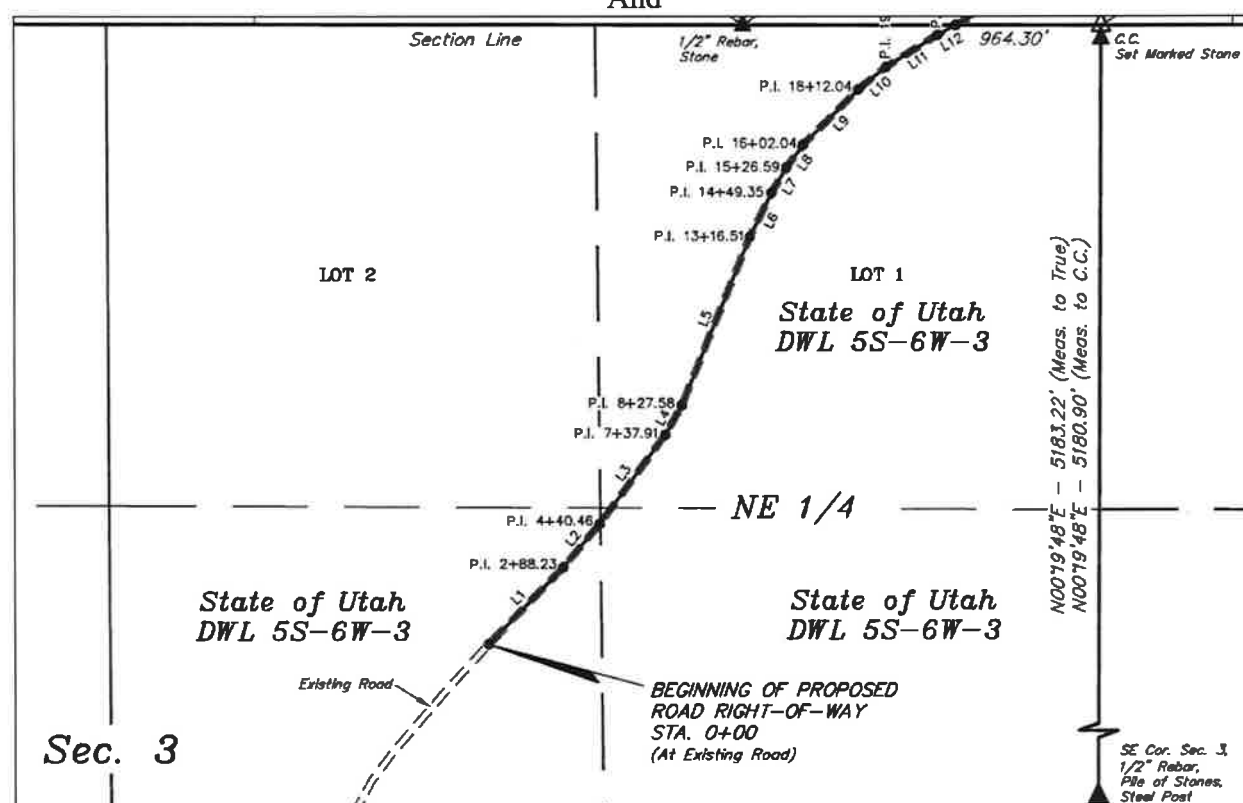 And
Section Line
1/2" Rebar,
Stone
964.30'
C.C.
Set Marked Stone
P.I. 19
P.
L12
L11
L10
P.I. 18+12.04
L9
P.I. 16+02.04
L8
P.I. 15+26.59
L7
P.I. 14+49.35
L6
P.I. 13+16.51
LOT 2
LOT 1
State of Utah
DWL 5S-6W-3
L5
N00°19'48"E - 5183.22' (Meas. to True)
N00°19'48"E - 5180.90' (Meas. to C.C.)
P.I. 8+27.58
L4
P.I. 7+37.91
L3
NE 1/4
P.I. 4+40.46
L2
P.I. 2+88.23
L1
State of Utah
DWL 5S-6W-3
State of Utah
DWL 5S-6W-3
Existing Road
BEGINNING OF PROPOSED
ROAD RIGHT-OF-WAY
STA. 0+00
(At Existing Road)
Sec. 3
SE Cor. Sec. 3,
1/2" Rebar,
Pile of Stones,
Steel Post